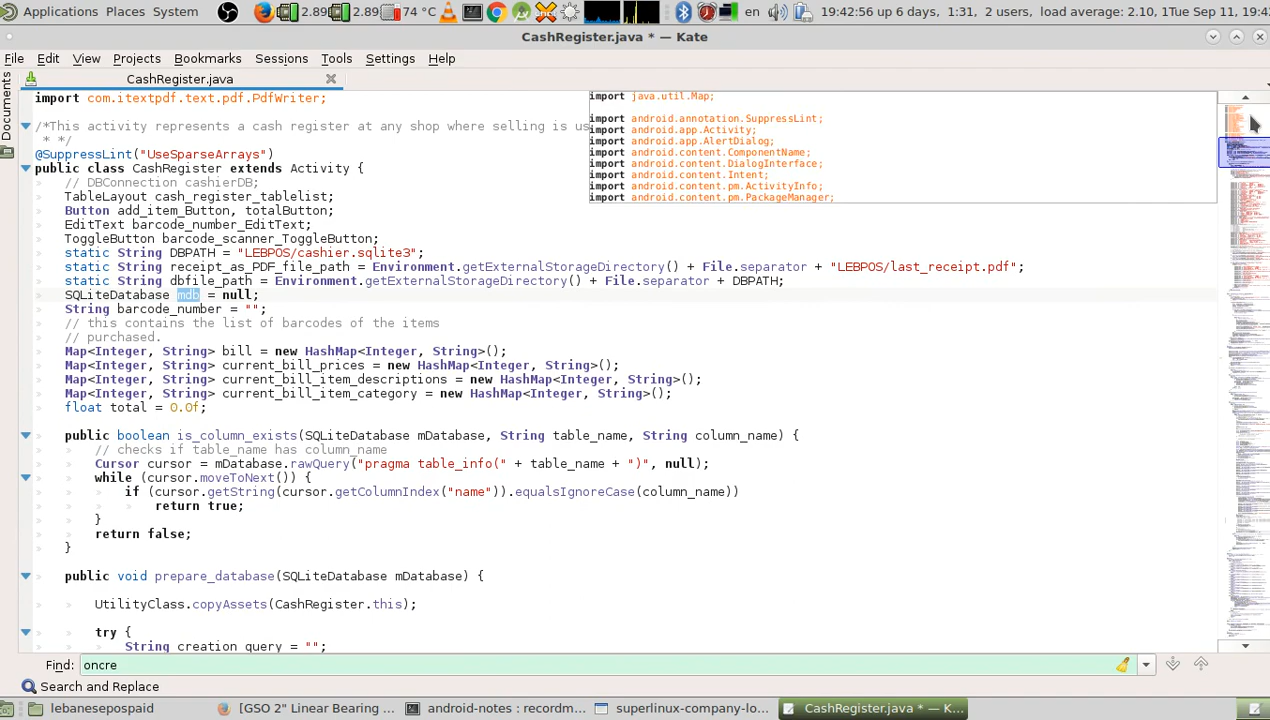 Applications Places System 2.89 2.89 74 °C en 19:42:56 up 6 days, 1:31, 2 users, load average: 2.10, 1 Tue Sep 11, 19:4
CashRegister.java * — Kate
File Edit View Projects Bookmarks Sessions Tools Settings Help
CashRegister.java
Documents
import com.itextpdf.text.pdf.PdfWriter;
/*This activity represents a cash register at any shop where selling is us
* */
@SuppressLint("UseSparseArrays")
public class CashRegister extends Activity {
// DBConnection cashierDB;
TableLayout cash_register_tablelist;
Button add_item_Button, totalButton;
EditText barcode_number_EditText;
ToggleButton barcode_scanner_ToggleButton;
static String DBPATH = "LEBPOS/cashier.sqlite3";
static String receipt_as_PDF_file_path = Environment.getExternalStorageDirectory() + File.separator + "LEBPOS/last_receipt.pdf";
static String dbfile_path = Environment.getExternalStorageDirectory() + File.separator + DBPATH;
SQLiteDatabase mdb = null;
String barcode_number = "";
// this contains the list of barcodes of the items
// purchased.
Map<Integer, String> bill = new HashMap<Integer, String>();
Map<Integer, String> current_bill_item_prices = new HashMap<Integer, String>();
Map<Integer, String> current_bill_item_descriptions = new HashMap<Integer, String>();
Map<Integer, String> current_bill_item_category = new HashMap<Integer, String>();
float total = 0.0f;
public boolean is_column_exists(SQLiteDatabase mDatabase, String table_name, String column_name)
// checks if table_name has column_name
Cursor cursor = mDatabase.rawQuery("pragma table_info(" + table_name + ")", null);
while (cursor.moveToNext()) {
if (cursor.getString(cursor.getColumnIndex("name")).equalsIgnoreCase(column_name))
return true;
}
return false;
}
public void prepare_database(SQLiteDatabase mDatabase) {
UtilityClass.copyAssets(CashRegister.this);
try {
String creation_query = "";
import java.util.Map;
import android.annotation.SuppressLint;
import android.app.Activity;
import android.app.AlertDialog;
import android.content.ComponentName;
import android.content.DialogInterface;
import android.content.Intent;
import android.content.pm.ActivityInfo;
import android.content.pm.PackageManager;
Find: oncre
Search and Replace
lebanesepospaid [GSO 2" Linear Bearing ... android-notes : recordm... superlinux-company-lo... CashRegister.java * — K...